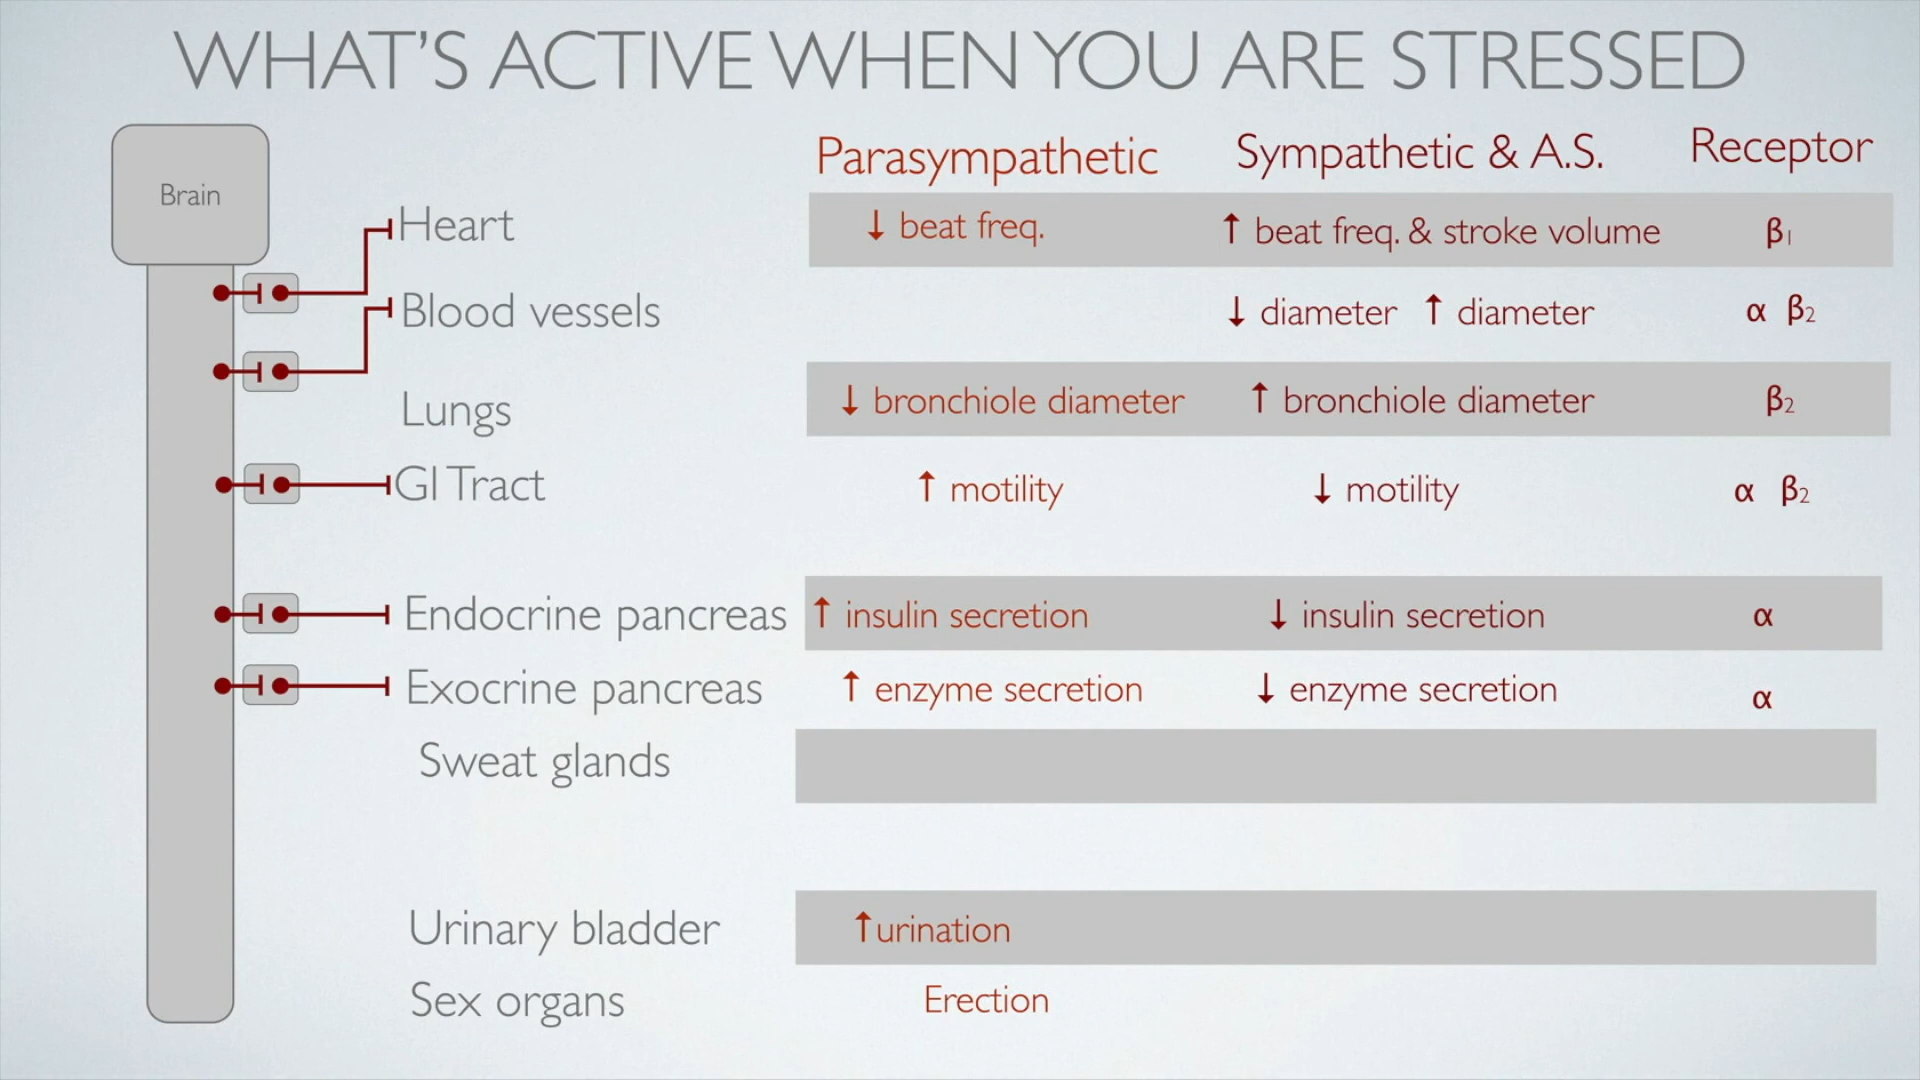 WHAT'S ACTIVE WHEN YOU ARE STRESSED
Parasympathetic Sympathetic & A.S. Receptor
Brain
Heart ↓ beat freq. ↑ beat freq. & stroke volume β1
Blood vessels ↓ diameter ↑ diameter α β2
Lungs ↓ bronchiole diameter ↑ bronchiole diameter β2
GI Tract ↑ motility ↓ motility α β2
Endocrine pancreas ↑ insulin secretion ↓ insulin secretion α
Exocrine pancreas ↑ enzyme secretion ↓ enzyme secretion α
Sweat glands
Urinary bladder ↑ urination
Sex organs Erection